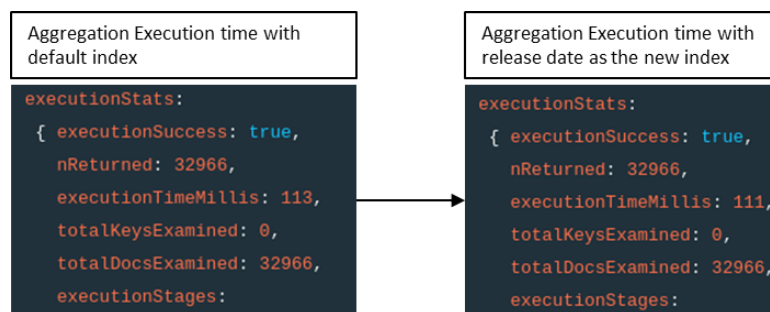 Aggregation Execution time with
default index
executionStats:
{ executionSuccess: true,
nReturned: 32966,
executionTimeMillis: 113,
totalKeysExamined: 0,
totalDocsExamined: 32966,
executionStages:
Aggregation Execution time with
release date as the new index
executionStats:
{ executionSuccess: true,
nReturned: 32966,
executionTimeMillis: 111,
totalKeysExamined: 0,
totalDocsExamined: 32966,
executionStages: